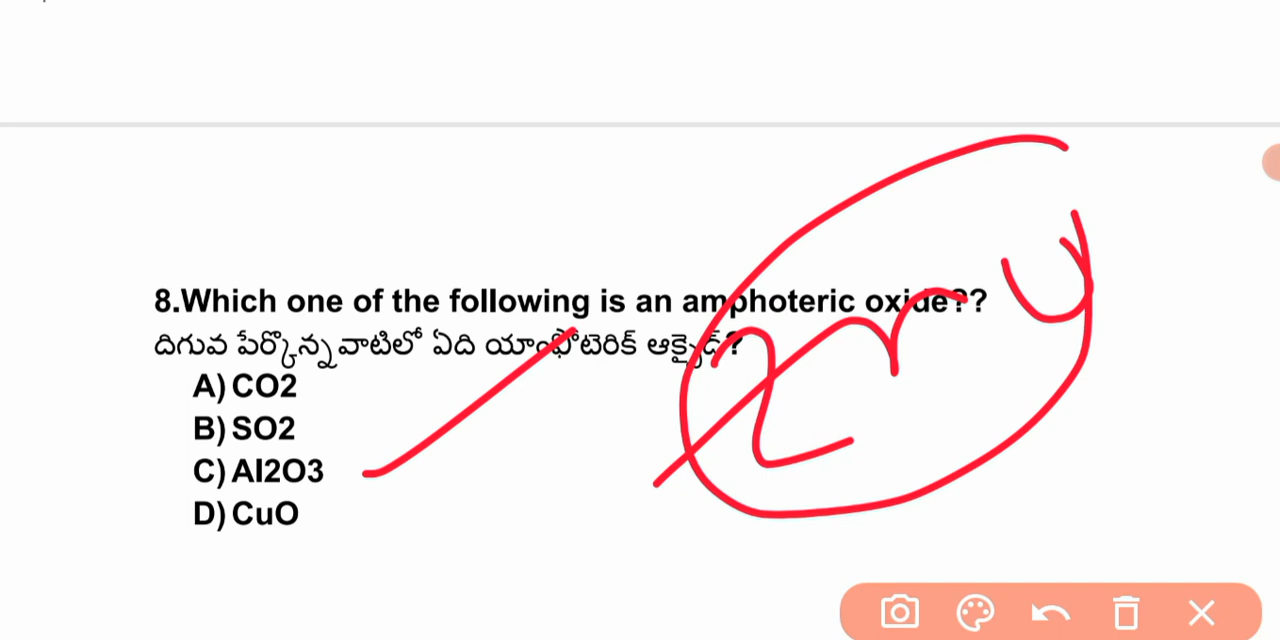 8.Which one of the following is an amphoteric oxide??
దిగువ పేర్కొన్న వాటిలో ఏది యాంఫోటెరిక్ ఆక్సైడ్?
A) CO2
B) SO2
C) Al2O3
D) CuO